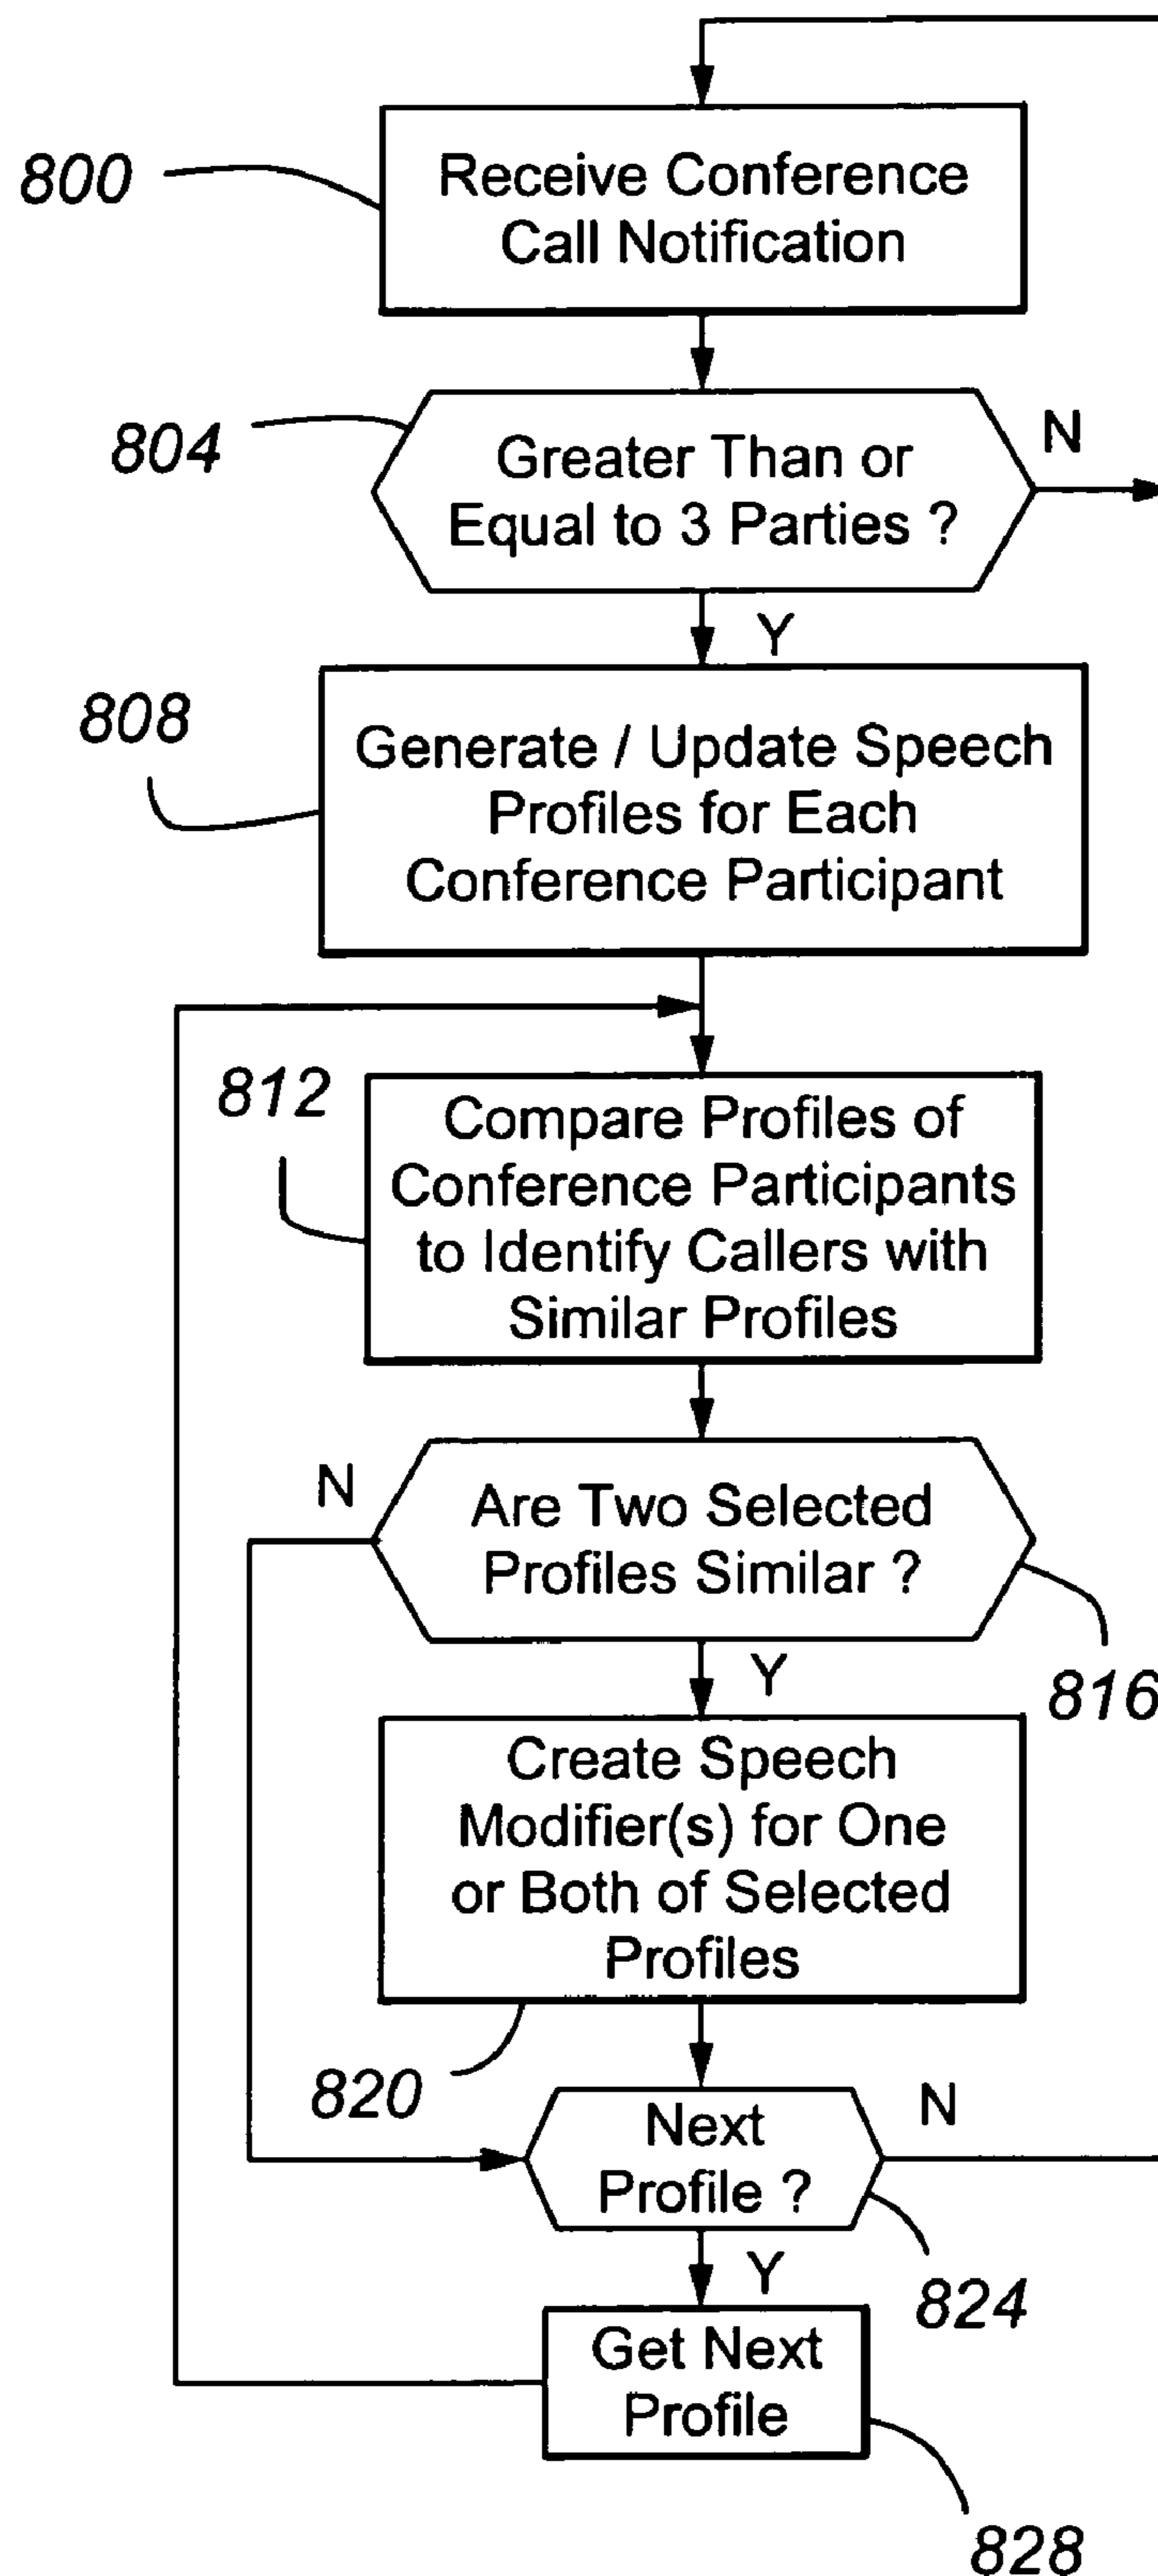 800
Receive Conference
Call Notification
804
Greater Than or
Equal to 3 Parties ?
N
Y
808
Generate / Update Speech
Profiles for Each
Conference Participant
812
Compare Profiles of
Conference Participants
to Identify Callers with
Similar Profiles
N
Are Two Selected
Profiles Similar ?
816
Y
Create Speech
Modifier(s) for One
or Both of Selected
Profiles
820
Next
Profile ?
N
824
Y
Get Next
Profile
828